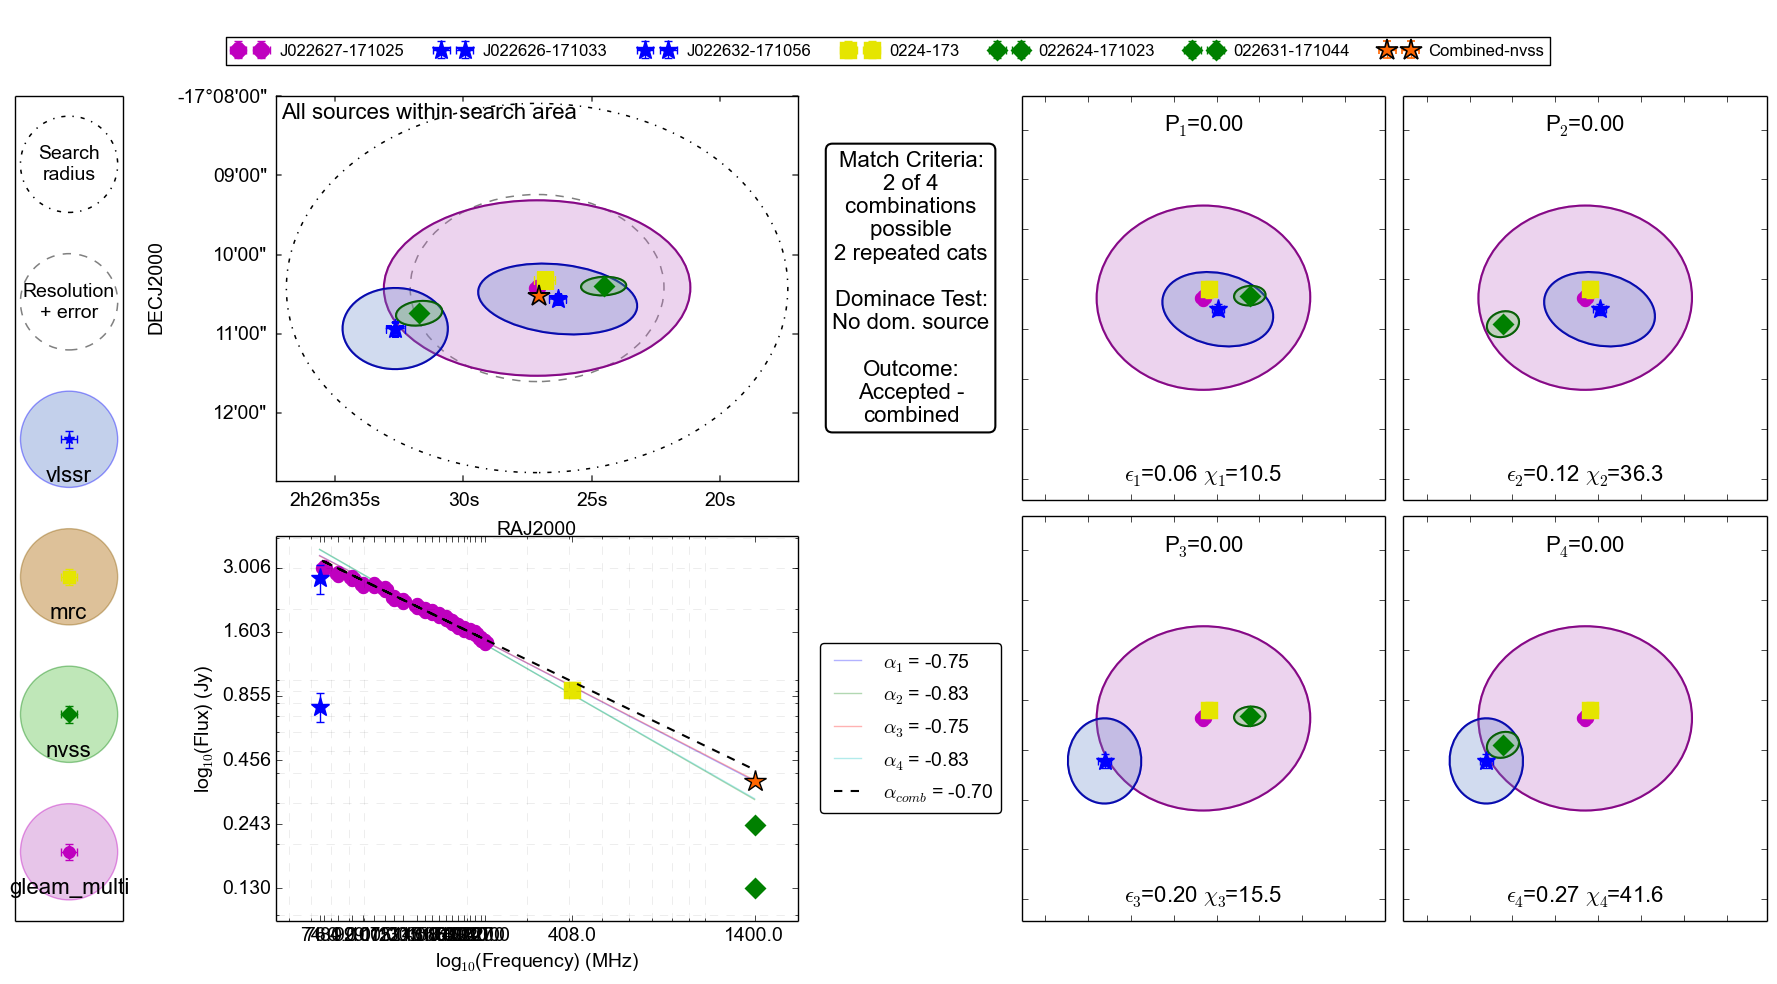 J022627-171025 J022626-171033 J022632-171056 0224-173 022624-171023 022631-171044 Combined-nvss
Search
radius
Resolution
+ error
vlssr
mrc
nvss
gleam_multi
All sources within search area
-17°08'00"
09'00"
10'00"
11'00"
12'00"
DECJ2000
2h26m35s 30s 25s 20s
RAJ2000
Match Criteria:
2 of 4
combinations
possible
2 repeated cats
Dominace Test:
No dom. source
Outcome:
Accepted -
combined
P1=0.00
ϵ1=0.06 χ1=10.5
P2=0.00
ϵ2=0.12 χ2=36.3
P3=0.00
ϵ3=0.20 χ3=15.5
P4=0.00
ϵ4=0.27 χ4=41.6
3.006
1.603
0.855
0.456
0.243
0.130
log10(Flux) (Jy)
408.0 1400.0
log10(Frequency) (MHz)
α1 = -0.75
α2 = -0.83
α3 = -0.75
α4 = -0.83
αcomb = -0.70